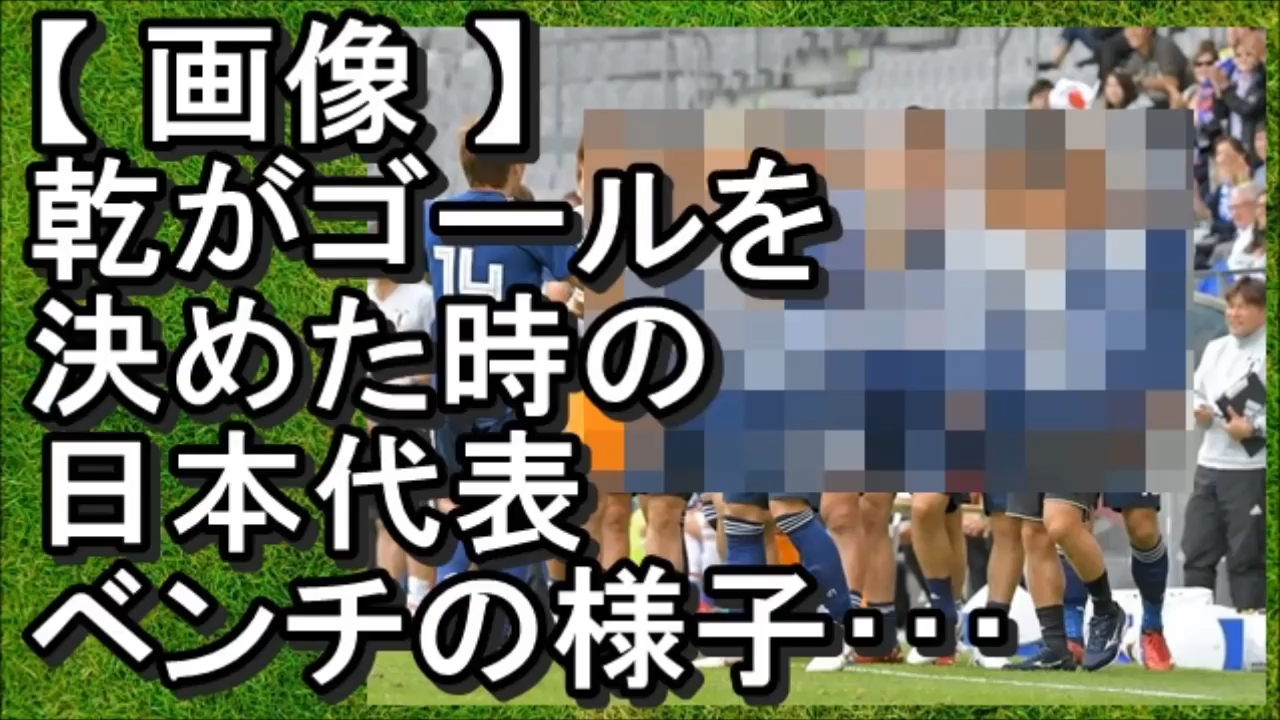 【 画像 】
乾がゴールを
決めた時の
日本代表
ベンチの様子・・・
14